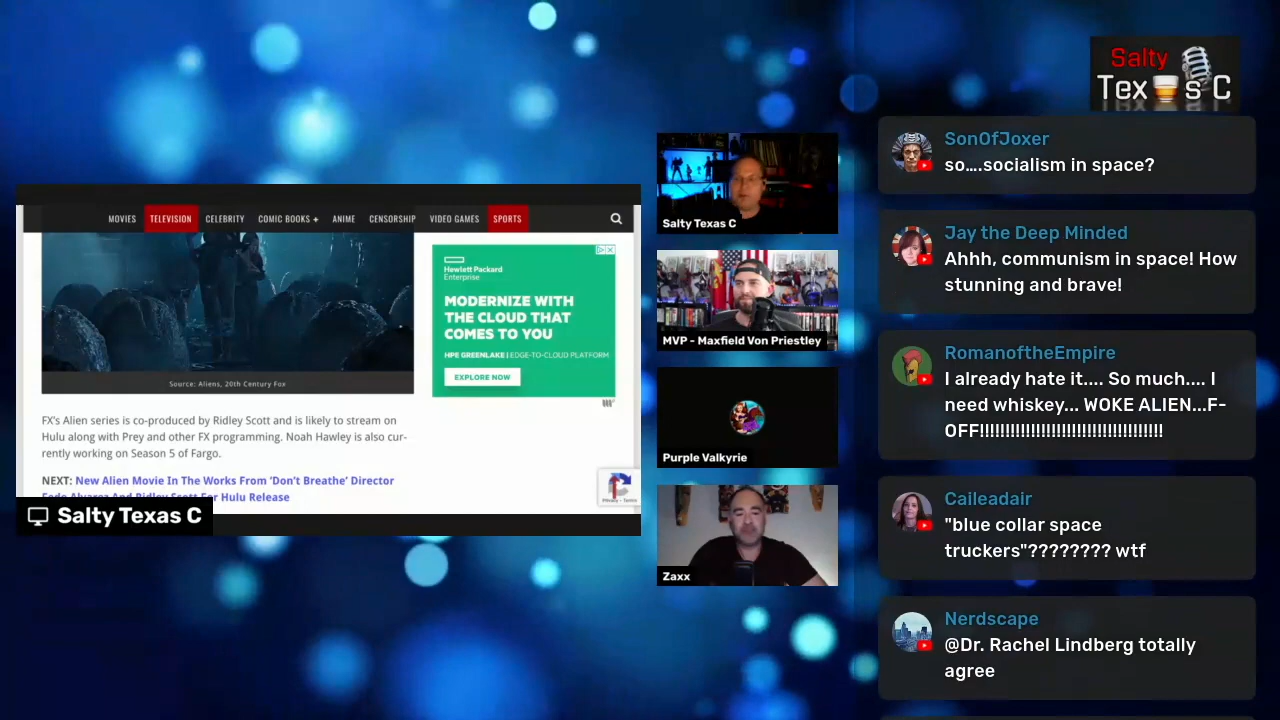 MOVIES TELEVISION CELEBRITY COMIC BOOKS + ANIME CENSORSHIP VIDEO GAMES SPORTS
Source: Aliens, 20th Century Fox
Hewlett Packard
Enterprise
MODERNIZE WITH
THE CLOUD THAT
COMES TO YOU
HPE GREENLAKE | EDGE-TO-CLOUD PLATFORM
EXPLORE NOW
FX's Alien series is co-produced by Ridley Scott and is likely to stream on
Hulu along with Prey and other FX programming. Noah Hawley is also cur-
rently working on Season 5 of Fargo.
NEXT: New Alien Movie In The Works From 'Don't Breathe' Director
Fede Alvarez And Ridley Scott For Hulu Release
Salty Texas C
Salty Texas C
MVP - Maxfield Von Priestley
Purple Valkyrie
Zaxx
Salty
Tex s C
SonOfJoxer
so....socialism in space?
Jay the Deep Minded
Ahhh, communism in space! How
stunning and brave!
RomanoftheEmpire
I already hate it.... So much.... I
need whiskey... WOKE ALIEN...F-
OFF!!!!!!!!!!!!!!!!!!!!!!!!!!!!!!!!!!
Caileadair
"blue collar space
truckers"???????? wtf
Nerdscape
@Dr. Rachel Lindberg totally
agree